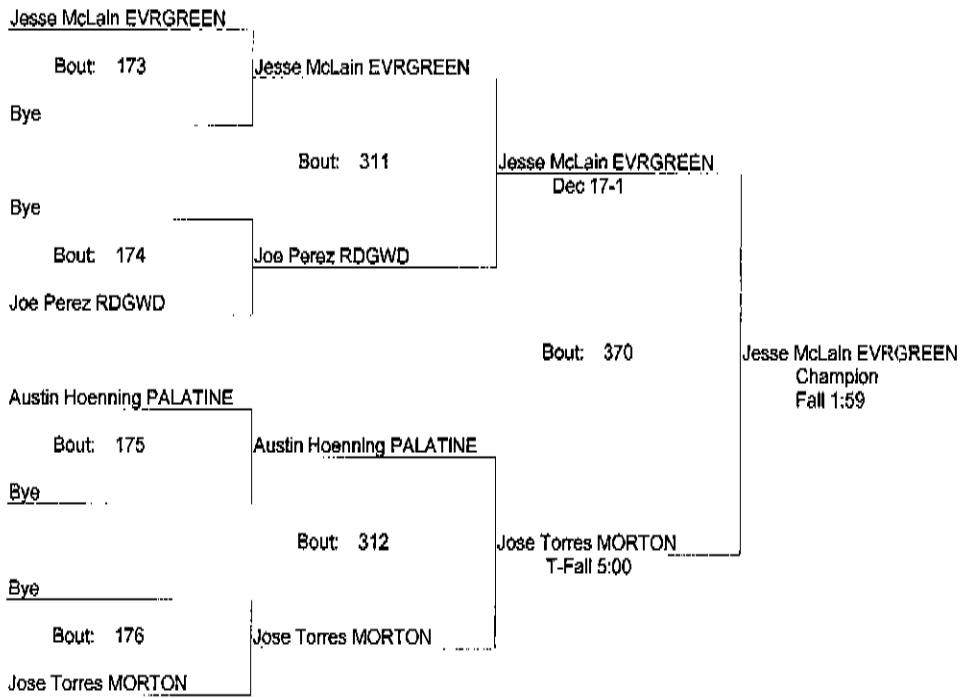 Jesse McLain EVRGREEN
Bout: 173
Jesse McLain EVRGREEN
Bye
Bout: 311
Jesse McLain EVRGREEN
Dec 17-1
Bye
Bout: 174
Joe Perez RDGWD
Joe Perez RDGWD
Bout: 370
Jesse McLain EVRGREEN
Champion
Fall 1:59
Austin Hoenning PALATINE
Bout: 175
Austin Hoenning PALATINE
Bye
Bout: 312
Jose Torres MORTON
T-Fall 5:00
Bye
Bout: 176
Jose Torres MORTON
Jose Torres MORTON